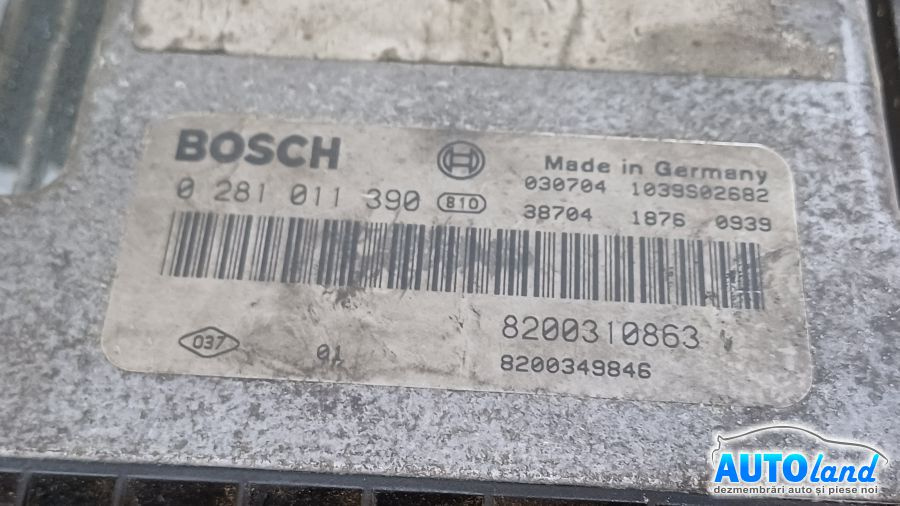 BOSCH
Made in Germany
0 281 011 390 B10
030704 1039S02682
38704 1876 0939
8200310863
037 01
8200349846
AUTOland
dezmembrări auto și piese noi